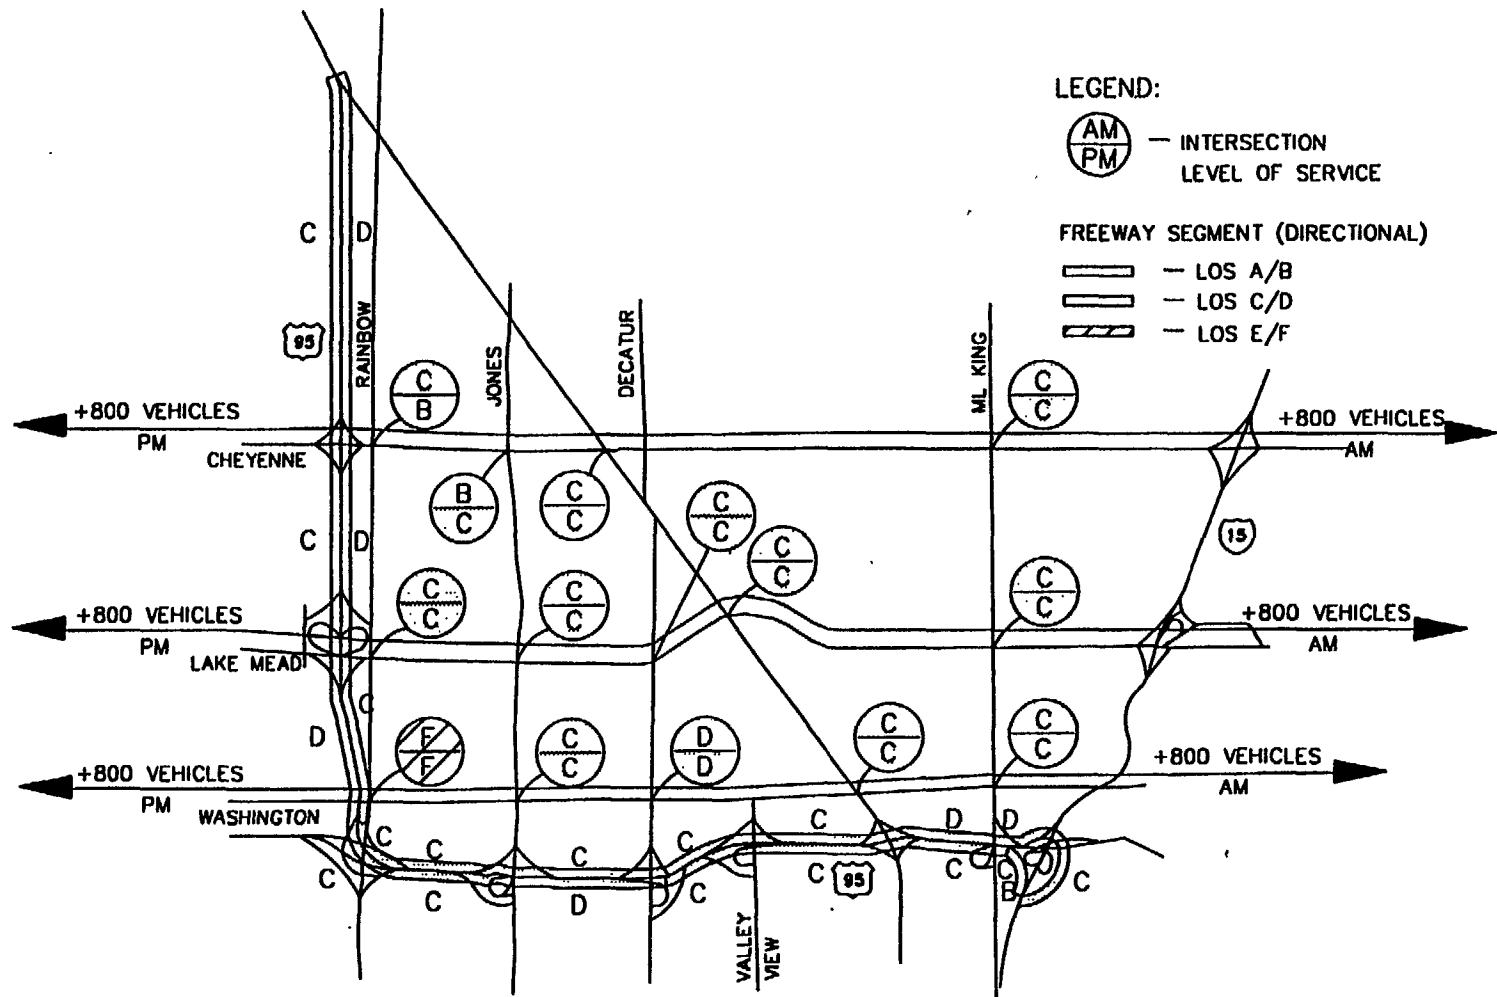 LEGEND:
AM
PM
— INTERSECTION
LEVEL OF SERVICE
FREEWAY SEGMENT (DIRECTIONAL)
— LOS A/B
— LOS C/D
— LOS E/F
C
D
95
RAINBOW
JONES
DECATUR
ML KING
C
B
C
C
+800 VEHICLES
PM
+800 VEHICLES
AM
CHEYENNE
B
C
C
C
C
C
C
C
15
C
D
C
C
C
C
C
C
+800 VEHICLES
PM
+800 VEHICLES
AM
LAKE MEAD
C
D
F
F
C
C
D
D
C
C
C
C
+800 VEHICLES
PM
+800 VEHICLES
AM
WASHINGTON
C
C
C
C
C
D
D
C
C
D
C
C
95
C
C
B
C
VALLEY
VIEW